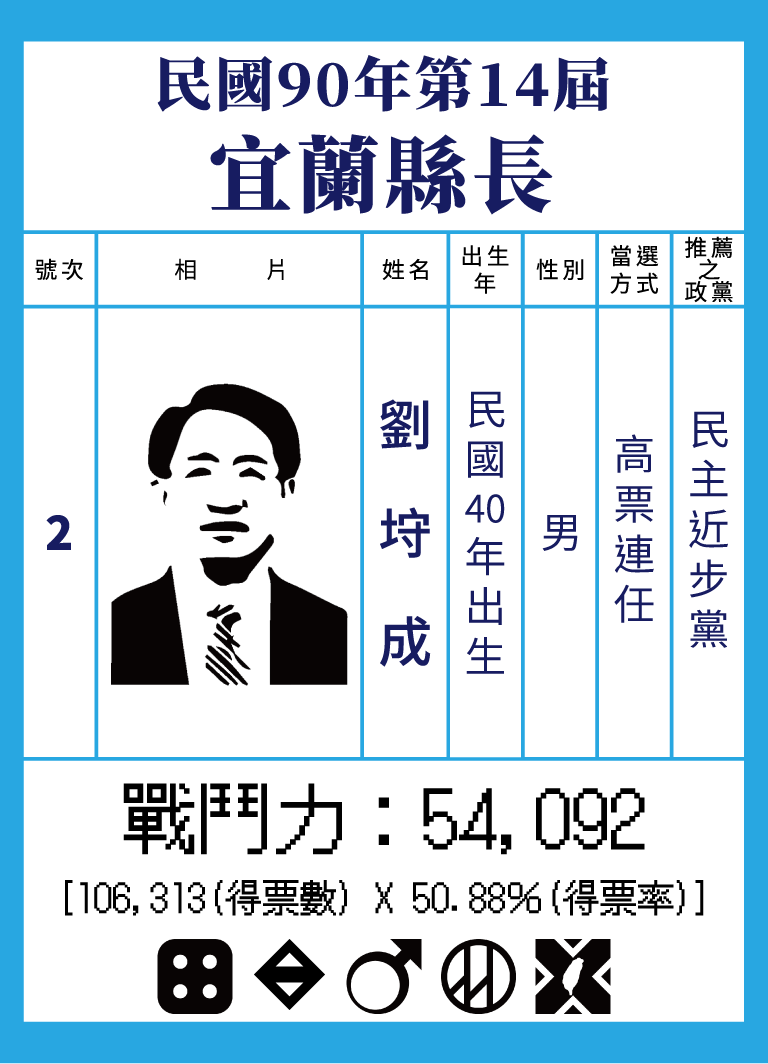 民國90年第14屆
宜蘭縣長
號次
相片
姓名
出生年
性別
當選方式
推薦之政黨
2
劉守成
民國40年出生
男
高票連任
民主近步黨
戰鬥力：54,092
[106,313(得票數) X 50.88%(得票率)]